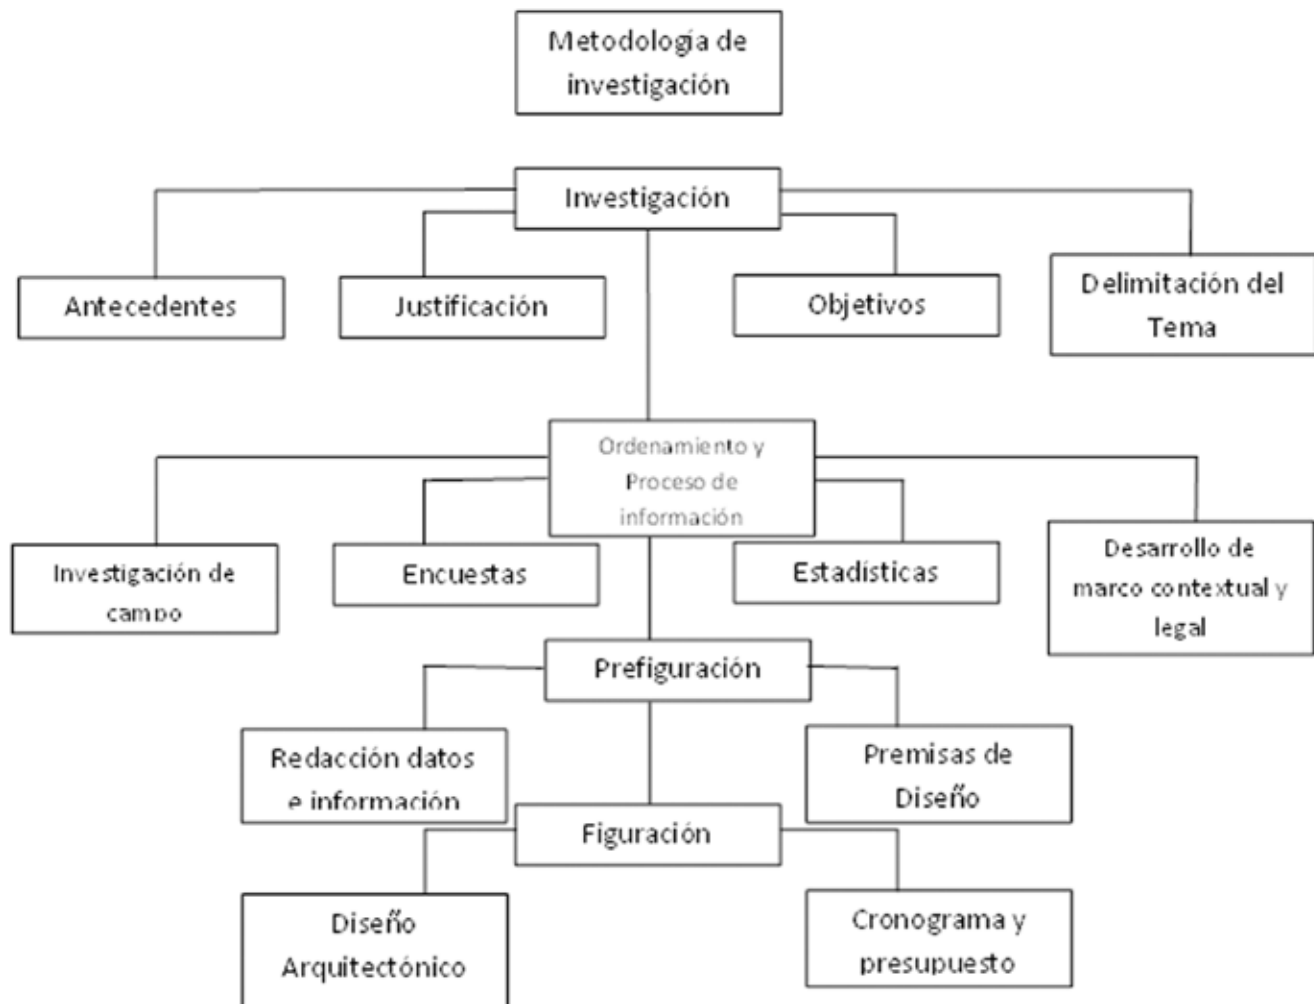 Metodología de
investigación
Investigación
Antecedentes
Justificación
Objetivos
Delimitación del
Tema
Ordenamiento y
Proceso de
información
Investigación de
campo
Encuestas
Estadísticas
Desarrollo de
marco contextual y
legal
Prefiguración
Redacción datos
e información
Premisas de
Diseño
Figuración
Diseño
Arquitectónico
Cronograma y
presupuesto